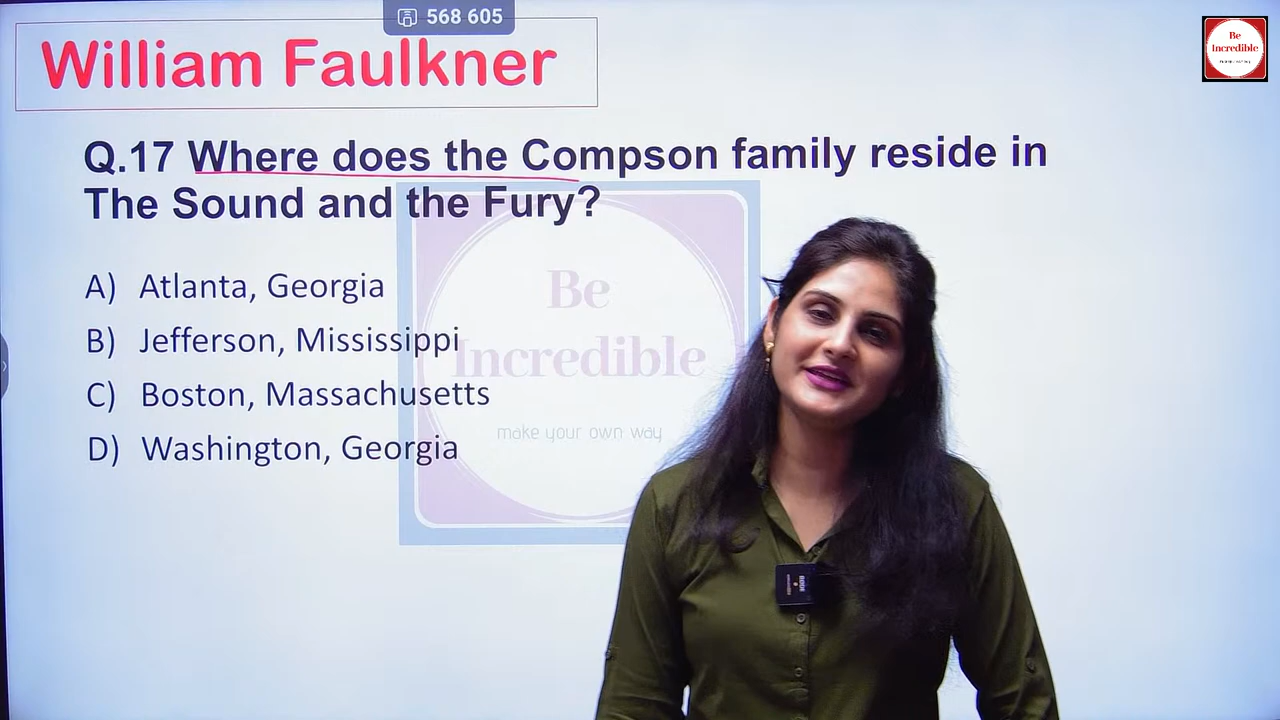 568 605
William Faulkner
Be
Incredible
Q.17 Where does the Compson family reside in
The Sound and the Fury?
A) Atlanta, Georgia
B) Jefferson, Mississippi
C) Boston, Massachusetts
D) Washington, Georgia
Be
Incredible
make your own way